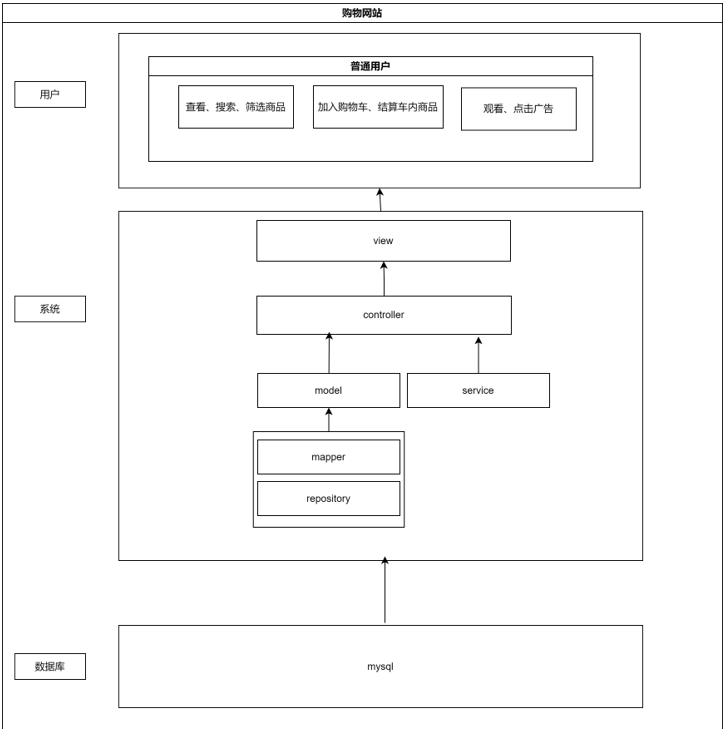 购物网站
用户
普通用户
查看、搜索、筛选商品
加入购物车、结算车内商品
观看、点击广告
系统
view
controller
model
service
mapper
repository
数据库
mysql